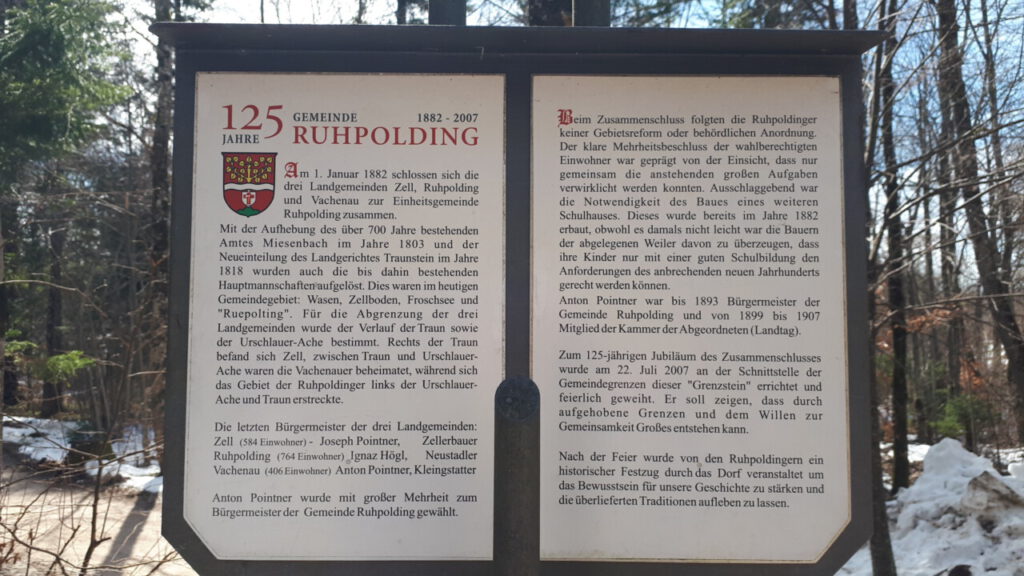 125 JAHRE
GEMEINDE 1882 - 2007
RUHPOLDING
Am 1. Januar 1882 schlossen sich die
drei Landgemeinden Zell, Ruhpolding
und Vachenau zur Einheitsgemeinde
Ruhpolding zusammen.
Mit der Aufhebung des über 700 Jahre bestehenden
Amtes Miesenbach im Jahre 1803 und der
Neueinteilung des Landgerichtes Traunstein im Jahre
1818 wurden auch die bis dahin bestehenden
Hauptmannschaften aufgelöst. Dies waren im heutigen
Gemeindegebiet: Wasen, Zellboden, Froschsee und
"Ruepolting". Für die Abgrenzung der drei
Landgemeinden wurde der Verlauf der Traun sowie
der Urschlauer-Ache bestimmt. Rechts der Traun
befand sich Zell, zwischen Traun und Urschlauer-
Ache waren die Vachenauer beheimatet, während sich
das Gebiet der Ruhpoldinger links der Urschlauer-
Ache und Traun erstreckte.
Die letzten Bürgermeister der drei Landgemeinden:
Zell (584 Einwohner) - Joseph Pointner, Zellerbauer
Ruhpolding (764 Einwohner) Ignaz Högl, Neustadler
Vachenau (406 Einwohner) Anton Pointner, Kleingstatter
Anton Pointner wurde mit großer Mehrheit zum
Bürgermeister der Gemeinde Ruhpolding gewählt.
Beim Zusammenschluss folgten die Ruhpoldinger
keiner Gebietsreform oder behördlichen Anordnung.
Der klare Mehrheitsbeschluss der wahlberechtigten
Einwohner war geprägt von der Einsicht, dass nur
gemeinsam die anstehenden großen Aufgaben
verwirklicht werden konnten. Ausschlaggebend war
die Notwendigkeit des Baues eines weiteren
Schulhauses. Dieses wurde bereits im Jahre 1882
erbaut, obwohl es damals nicht leicht war die Bauern
der abgelegenen Weiler davon zu überzeugen, dass
ihre Kinder nur mit einer guten Schulbildung den
Anforderungen des anbrechenden neuen Jahrhunderts
gerecht werden können.
Anton Pointner war bis 1893 Bürgermeister der
Gemeinde Ruhpolding und von 1899 bis 1907
Mitglied der Kammer der Abgeordneten (Landtag).
Zum 125-jährigen Jubiläum des Zusammenschlusses
wurde am 22. Juli 2007 an der Schnittstelle der
Gemeindegrenzen dieser "Grenzstein" errichtet und
feierlich geweiht. Er soll zeigen, dass durch
aufgehobene Grenzen und dem Willen zur
Gemeinsamkeit Großes entstehen kann.
Nach der Feier wurde von den Ruhpoldingern ein
historischer Festzug durch das Dorf veranstaltet um
das Bewusstsein für unsere Geschichte zu stärken und
die überlieferten Traditionen aufleben zu lassen.